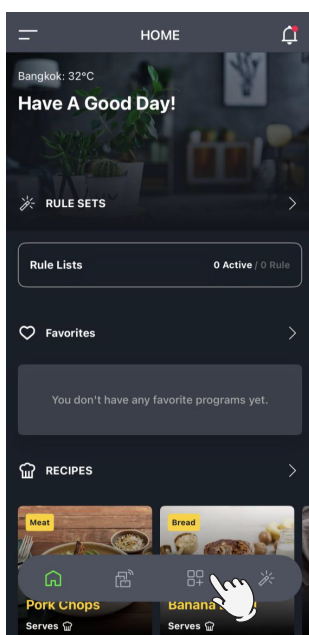 HOME
Bangkok: 32°C
Have A Good Day!
RULE SETS
Rule Lists 0 Active / 0 Rule
Favorites
You don't have any favorite programs yet.
RECIPES
Meat Bread
Pork Chops Banana
Serves Serves